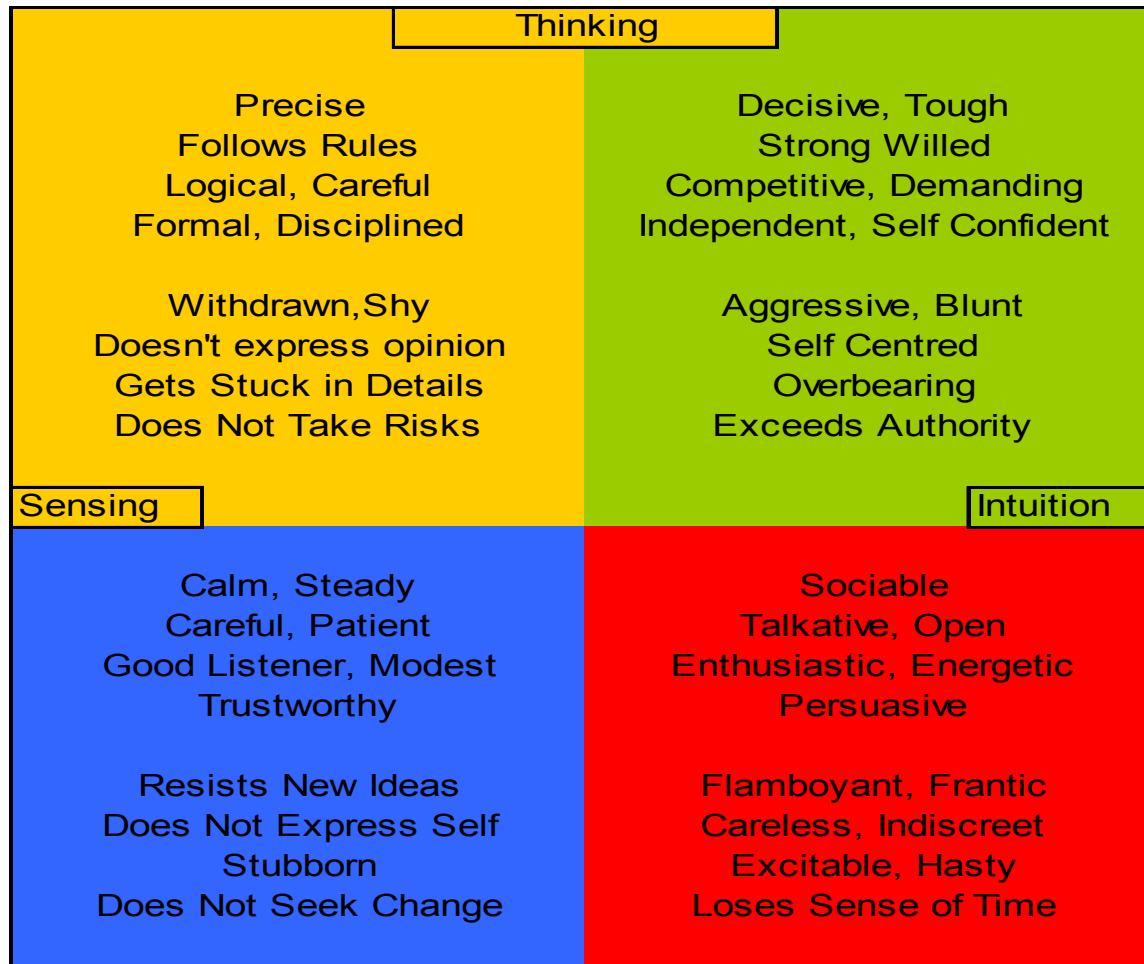 Thinking
Precise
Follows Rules
Logical, Careful
Formal, Disciplined
Withdrawn,Shy
Doesn't express opinion
Gets Stuck in Details
Does Not Take Risks
Decisive, Tough
Strong Willed
Competitive, Demanding
Independent, Self Confident
Aggressive, Blunt
Self Centred
Overbearing
Exceeds Authority
Sensing
Intuition
Calm, Steady
Careful, Patient
Good Listener, Modest
Trustworthy
Resists New Ideas
Does Not Express Self
Stubborn
Does Not Seek Change
Sociable
Talkative, Open
Enthusiastic, Energetic
Persuasive
Flamboyant, Frantic
Careless, Indiscreet
Excitable, Hasty
Loses Sense of Time